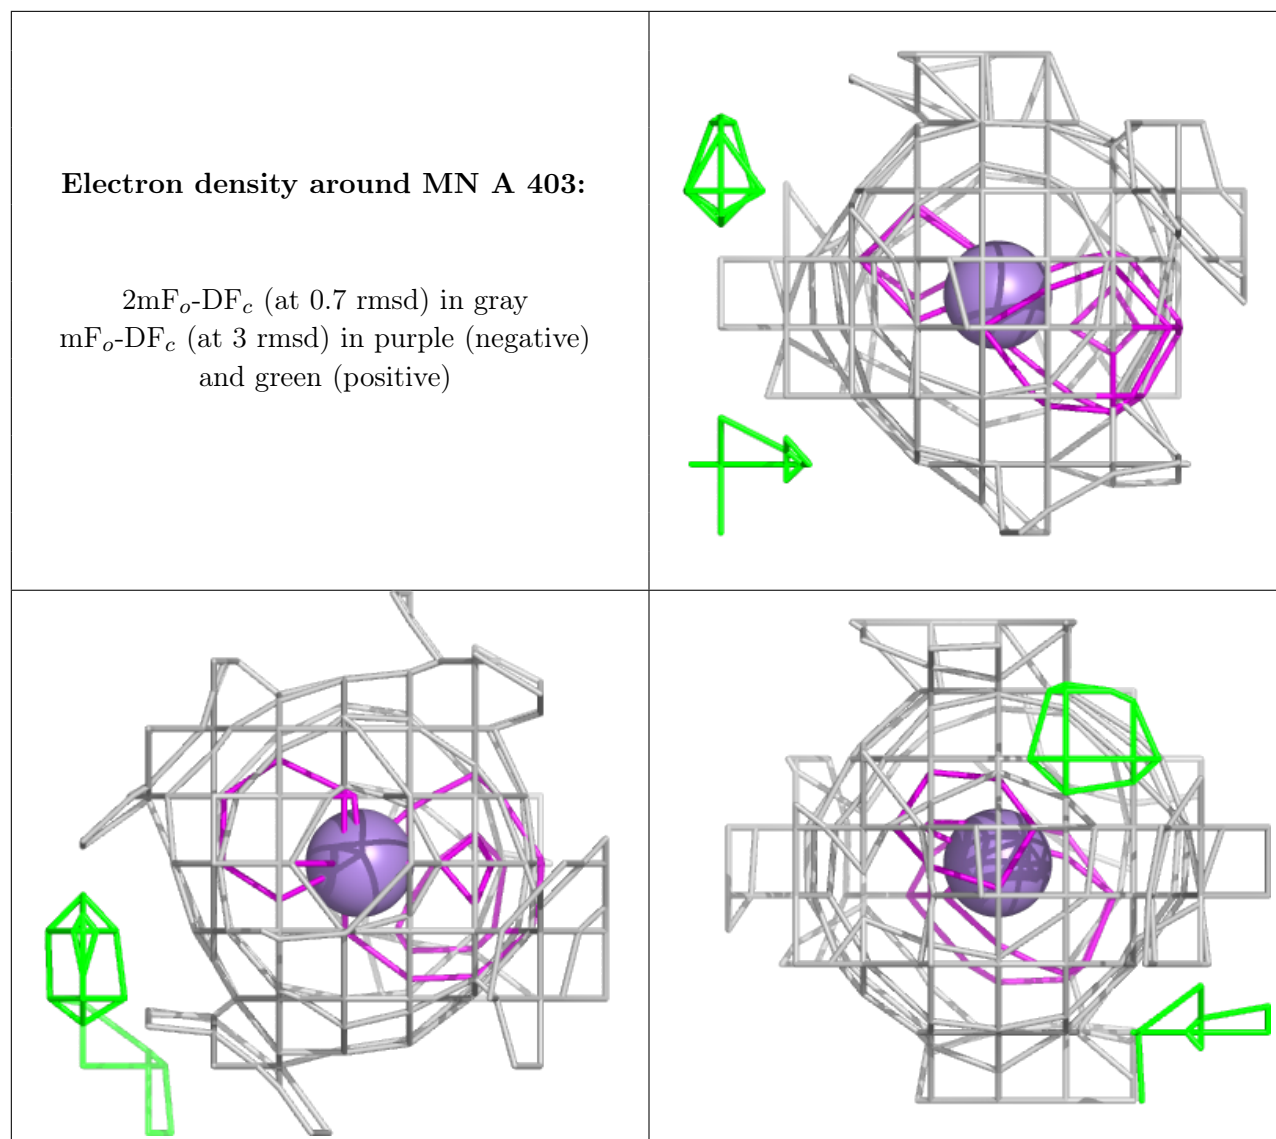 Electron density around MN A 403:
2mFo-DFc (at 0.7 rmsd) in gray
mFo-DFc (at 3 rmsd) in purple (negative)
and green (positive)